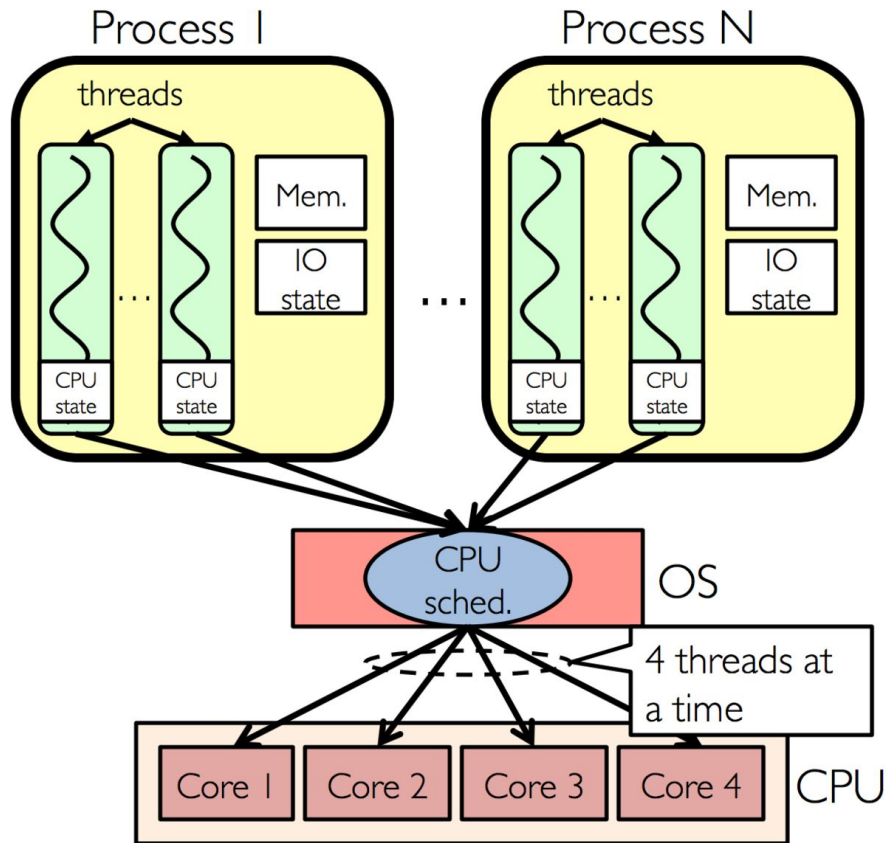 Process 1
Process N
threads
threads
Mem.
IO
state
...
CPU
state
CPU
state
...
Mem.
IO
state
...
CPU
state
CPU
state
CPU
sched.
OS
4 threads at
a time
Core 1
Core 2
Core 3
Core 4
CPU